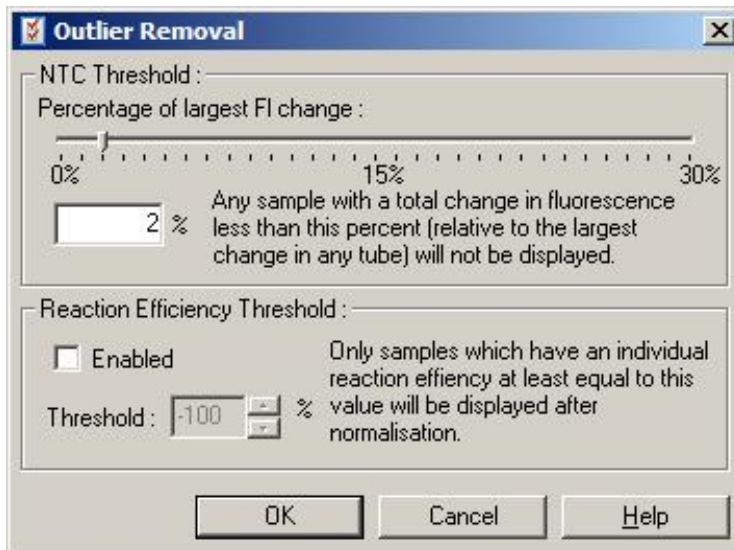 Outlier Removal
NTC Threshold :
Percentage of largest Fl change :
0% 15% 30%
2 %
Any sample with a total change in fluorescence
less than this percent (relative to the largest
change in any tube) will not be displayed.
Reaction Efficiency Threshold :
Enabled
Threshold : -100 %
Only samples which have an individual
reaction effiency at least equal to this
value will be displayed after
normalisation.
OK Cancel Help